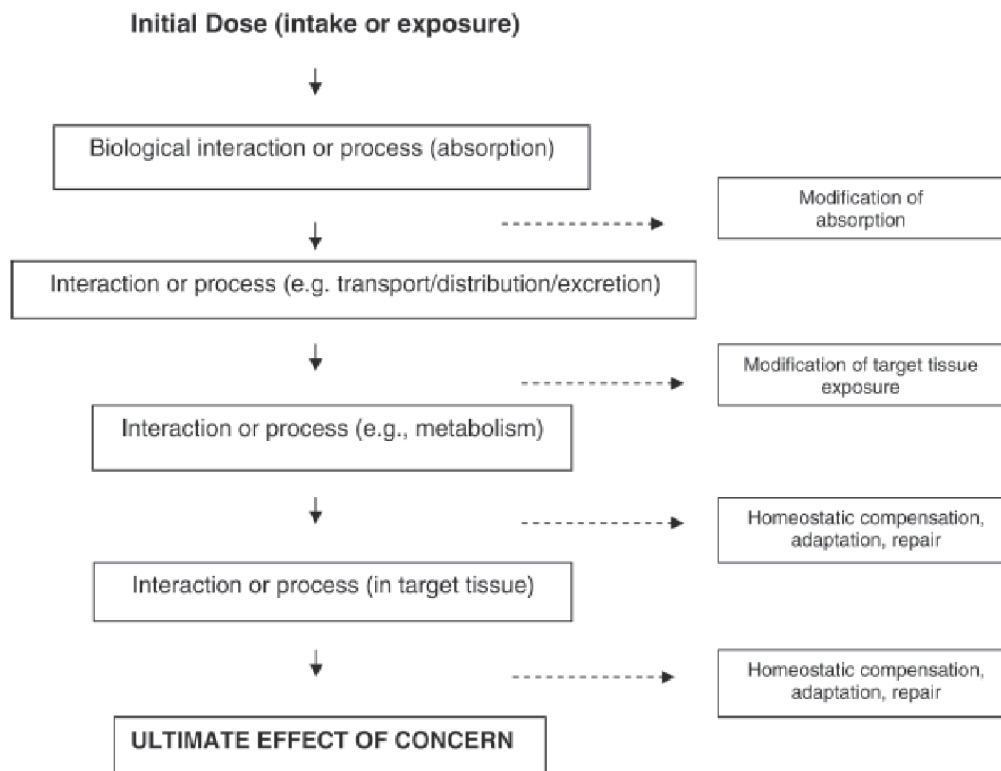 Initial Dose (intake or exposure)
Biological interaction or process (absorption)
Modification of
absorption
Interaction or process (e.g. transport/distribution/excretion)
Modification of target tissue
exposure
Interaction or process (e.g., metabolism)
Homeostatic compensation,
adaptation, repair
Interaction or process (in target tissue)
Homeostatic compensation,
adaptation, repair
ULTIMATE EFFECT OF CONCERN